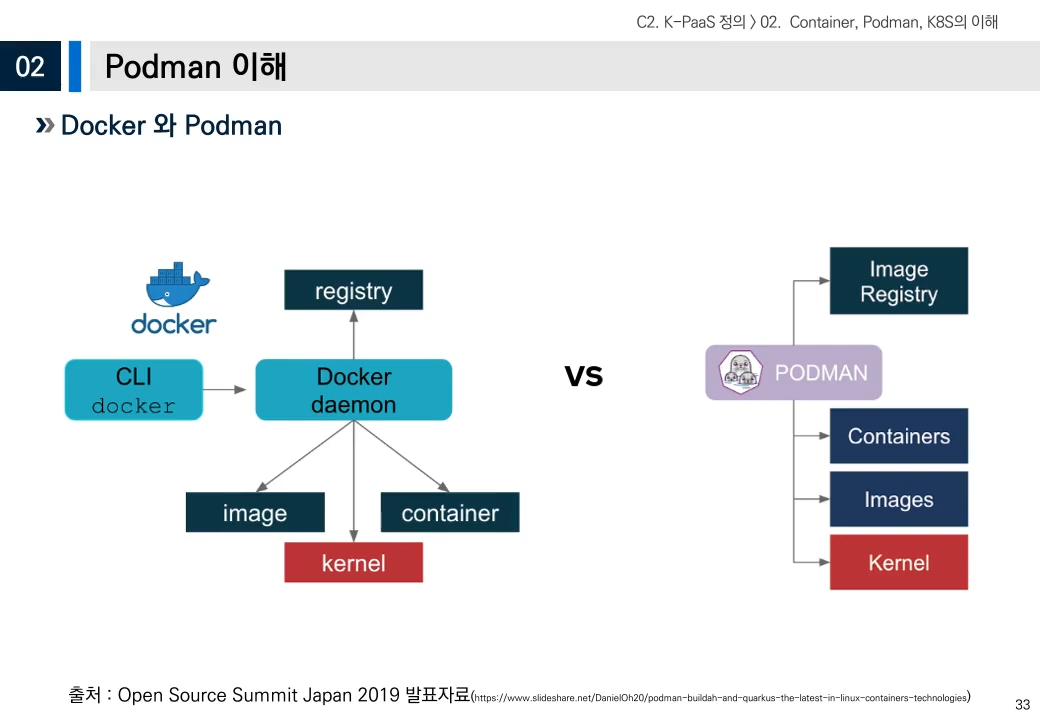 C2. K-PaaS 정의 > 02. Container, Podman, K8S의 이해
02
Podman 이해
Docker 와 Podman
docker
registry
CLI
docker
Docker
daemon
image
container
kernel
vs
Image
Registry
PODMAN
Containers
Images
Kernel
출처 : Open Source Summit Japan 2019 발표자료(https://www.slideshare.net/DanielOh20/podman-buildah-and-quarkus-the-latest-in-linux-containers-technologies)
33